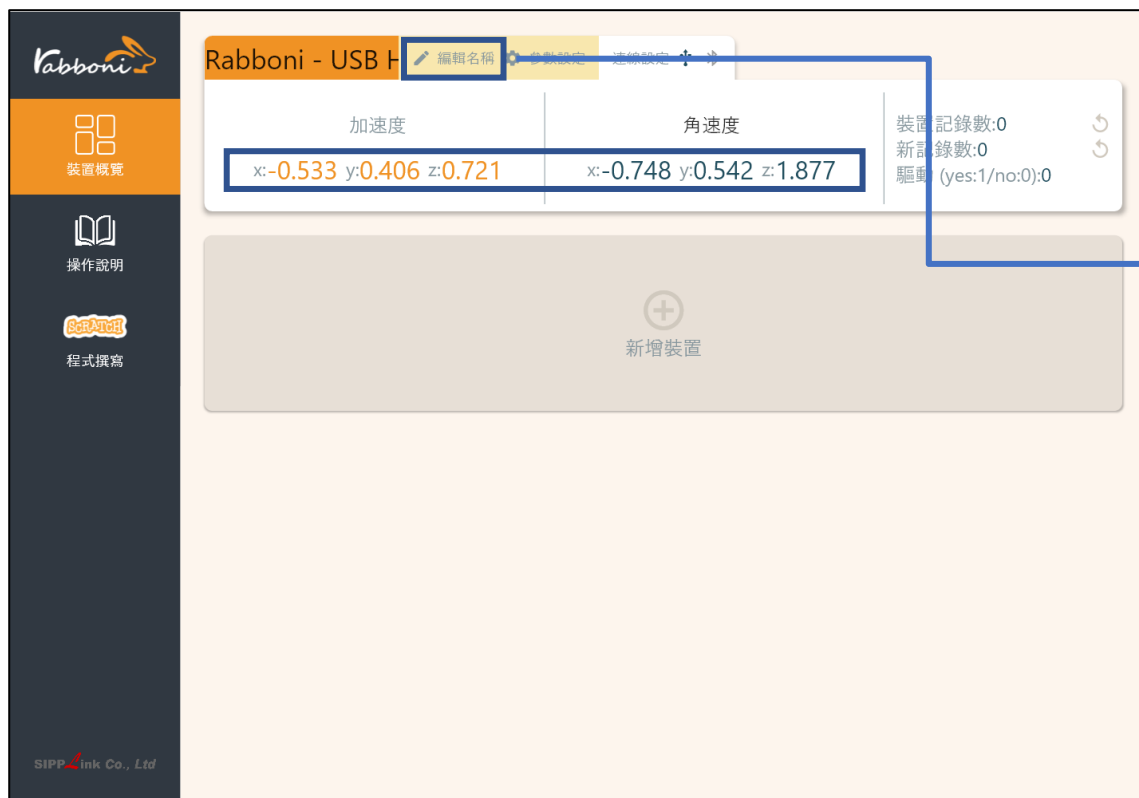 rabboni
裝置概覽
操作說明
SCRATCH
程式撰寫
SIPPLink Co., Ltd
Rabboni - USB H 編輯名稱 參數設定 連線設定
加速度
x:-0.533 y:0.406 z:0.721
角速度
x:-0.748 y:0.542 z:1.877
裝置記錄數:0
新記錄數:0
驅動 (yes:1/no:0):0
新增裝置